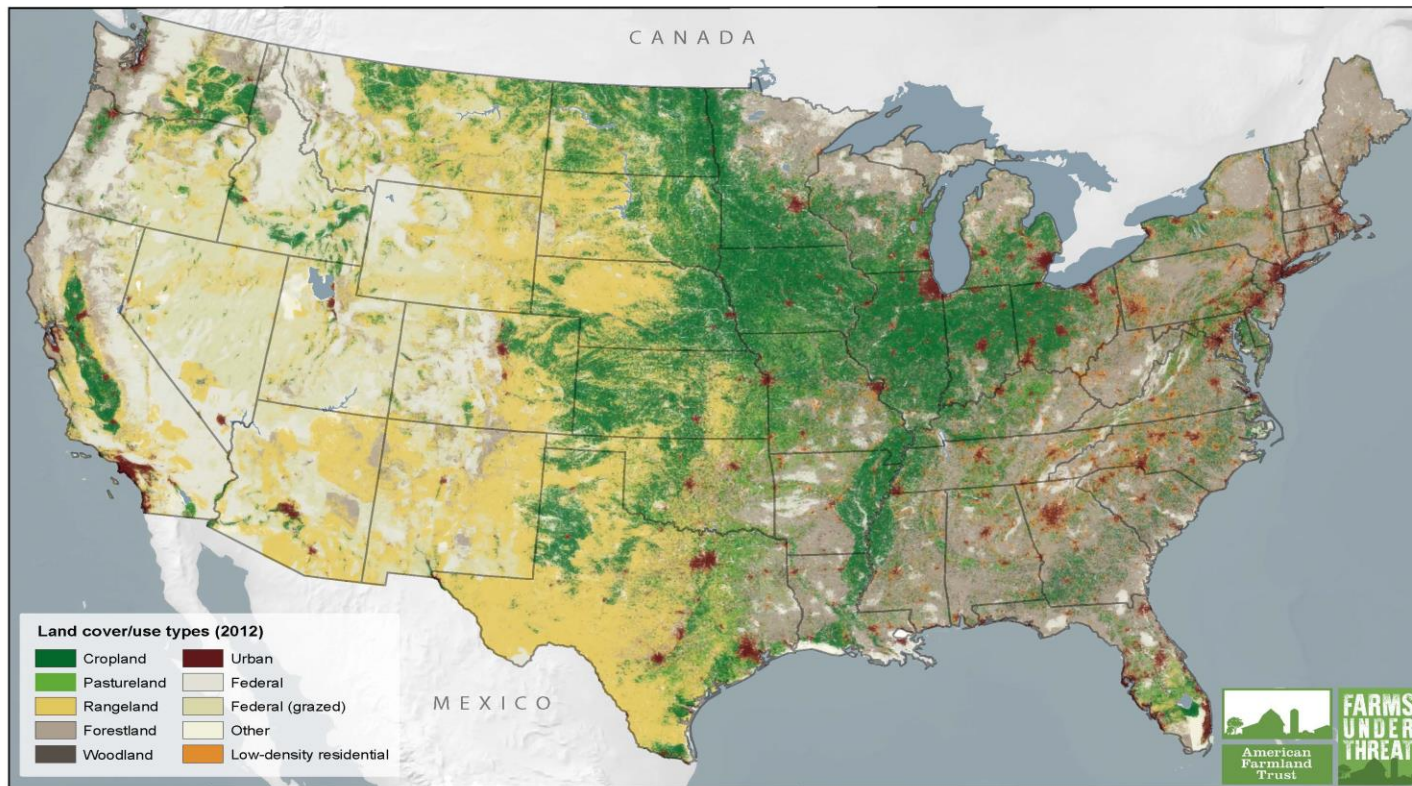 CANADA
MEXICO
Land cover/use types (2012)
Cropland
Pastureland
Rangeland
Forestland
Woodland
Urban
Federal
Federal (grazed)
Other
Low-density residential
American
Farmland
Trust
FARMS
UNDER
THREAT